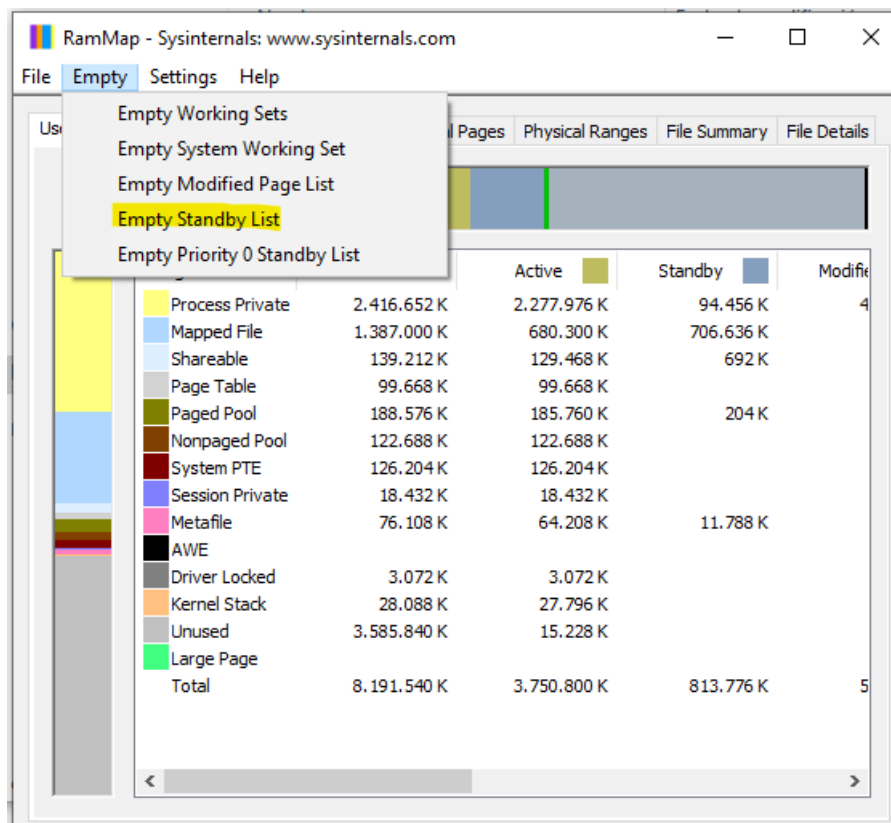 RamMap - Sysinternals: www.sysinternals.com
File Empty Settings Help
Empty Working Sets
Empty System Working Set
Empty Modified Page List
Empty Standby List
Empty Priority 0 Standby List
Pages Physical Ranges File Summary File Details
Active Standby
Process Private 2.416.652 K 2.277.976 K 94.456 K 4
Mapped File 1.387.000 K 680.300 K 706.636 K
Shareable 139.212 K 129.468 K 692 K
Page Table 99.668 K 99.668 K
Paged Pool 188.576 K 185.760 K 204 K
Nonpaged Pool 122.688 K 122.688 K
System PTE 126.204 K 126.204 K
Session Private 18.432 K 18.432 K
Metafile 76.108 K 64.208 K 11.788 K
AWE
Driver Locked 3.072 K 3.072 K
Kernel Stack 28.088 K 27.796 K
Unused 3.585.840 K 15.228 K
Large Page
Total 8.191.540 K 3.750.800 K 813.776 K 5